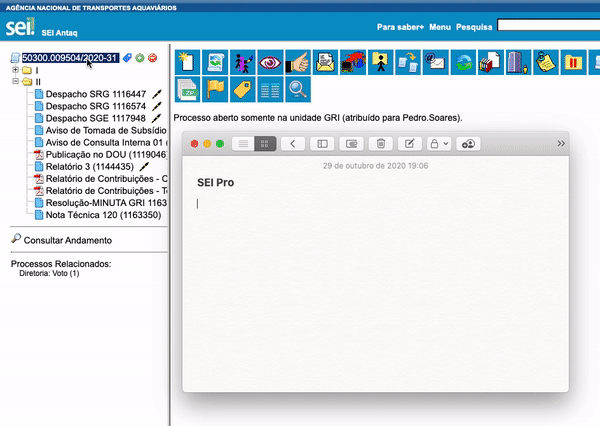 AGÊNCIA NACIONAL DE TRANSPORTES AQUAVIÁRIOS
sei!
SEI Antaq
Para saber+ Menu Pesquisa
50300.009504/2020-31
I
II
Despacho SRG 1116447
Despacho SRG 1116574
Despacho SGE 1117948
Aviso de Tomada de Subsídio
Aviso de Consulta Interna 01 (
Publicação no DOU (1119046)
Relatório 3 (1144435)
Relatório de Contribuições - C
Relatório de Contribuições - Te
Resolução-MINUTA GRI 1163
Nota Técnica 120 (1163350)
Consultar Andamento
Processos Relacionados:
Diretoria: Voto (1)
ZIP
Processo aberto somente na unidade GRI (atribuído para Pedro.Soares).
29 de outubro de 2020 19:06
SEI Pro